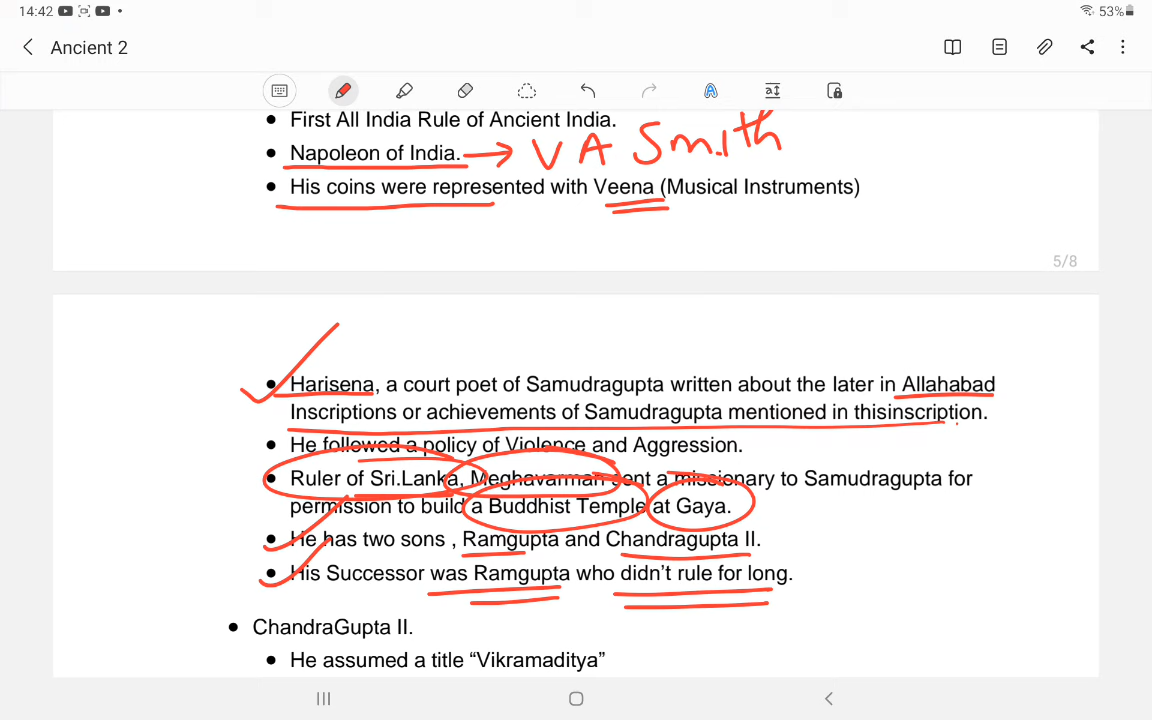 14:42
53%
Ancient 2
First All India Rule of Ancient India.
Napoleon of India. → V A Smith
His coins were represented with Veena (Musical Instruments)
5/8
Harisena, a court poet of Samudragupta written about the later in Allahabad
Inscriptions or achievements of Samudragupta mentioned in thisinscription.
He followed a policy of Violence and Aggression.
Ruler of Sri.Lanka, Meghavarman sent a missionary to Samudragupta for
permission to build a Buddhist Temple at Gaya.
He has two sons , Ramgupta and Chandragupta II.
His Successor was Ramgupta who didn't rule for long.
ChandraGupta II.
He assumed a title “Vikramaditya”